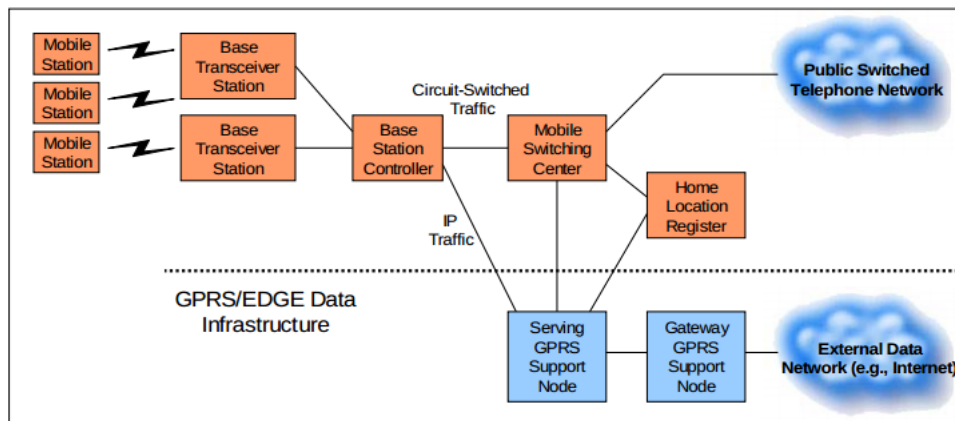 Mobile
Station
Mobile
Station
Mobile
Station
Base
Transceiver
Station
Base
Transceiver
Station
Base
Station
Controller
Circuit-Switched
Traffic
Mobile
Switching
Center
Public Switched
Telephone Network
Home
Location
Register
IP
Traffic
GPRS/EDGE Data
Infrastructure
Serving
GPRS
Support
Node
Gateway
GPRS
Support
Node
External Data
Network (e.g., Internet)